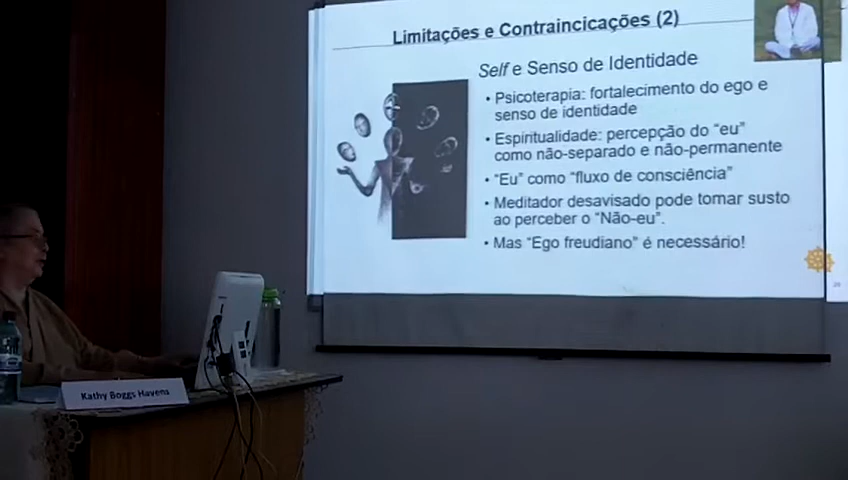 Limitações e Contraincicações (2)
Self e Senso de Identidade
• Psicoterapia: fortalecimento do ego e
senso de identidade
• Espiritualidade: percepção do “eu”
como não-separado e não-permanente
• “Eu” como “fluxo de consciência”
• Meditador desavisado pode tomar susto
ao perceber o “Não-eu”.
• Mas “Ego freudiano” é necessário!
Kathy Boggs Havens